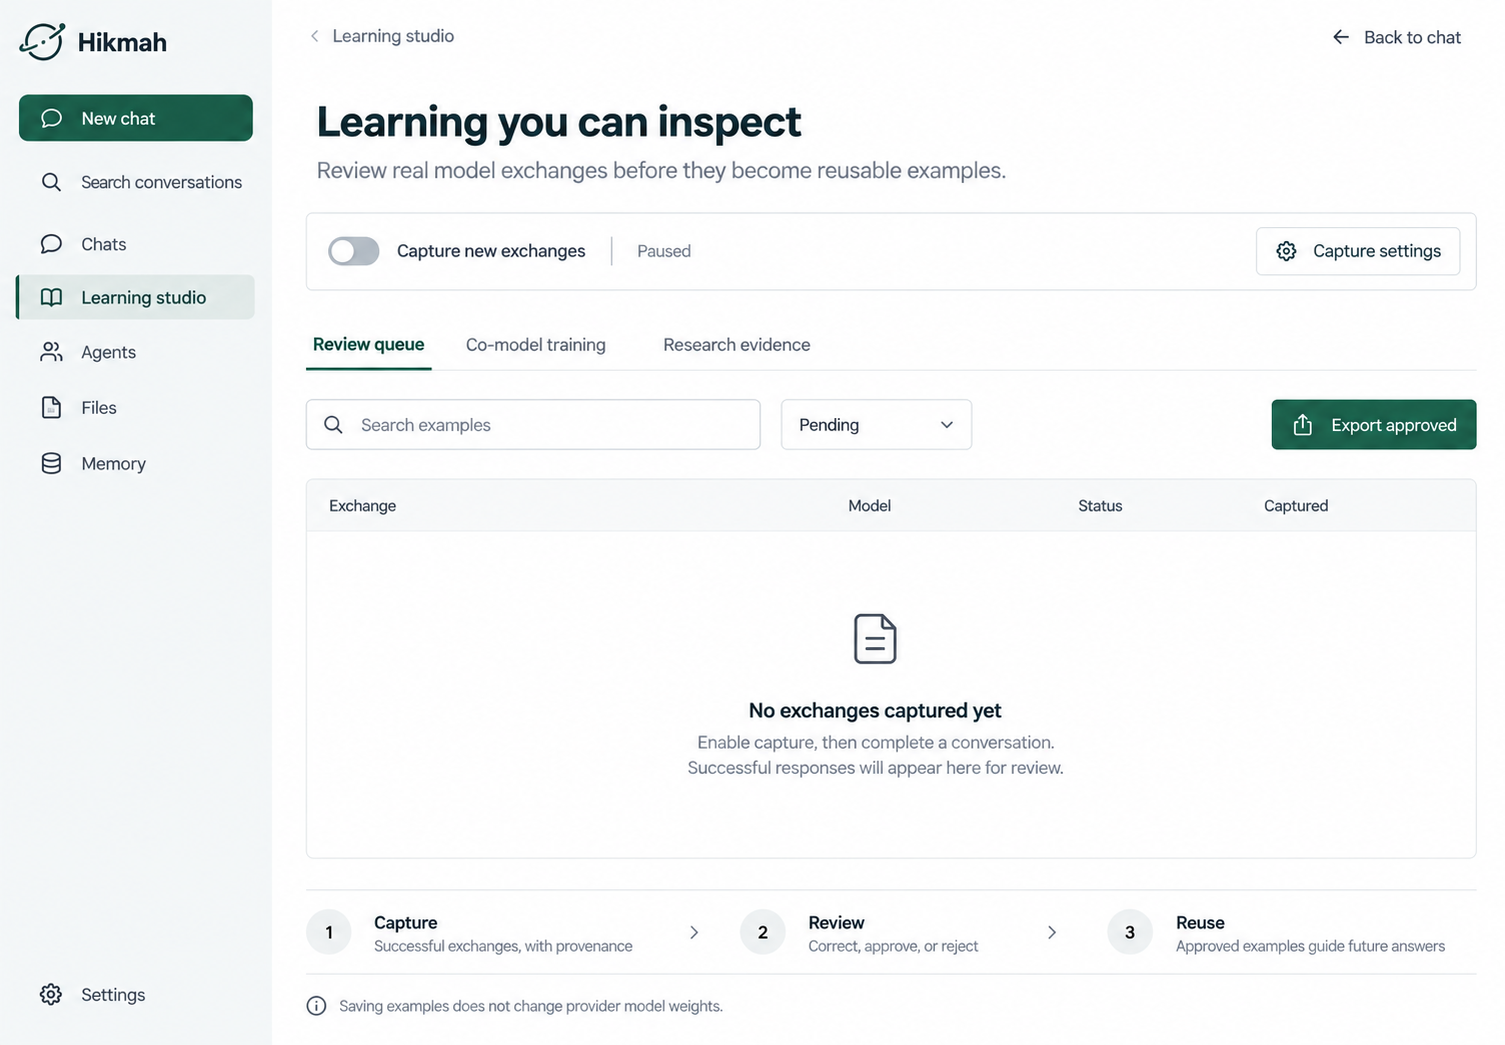 Hikmah
New chat
Search conversations
Chats
Learning studio
Agents
Files
Memory
Settings
Learning studio
Back to chat
Learning you can inspect
Review real model exchanges before they become reusable examples.
Capture new exchanges
Paused
Capture settings
Review queue
Co-model training
Research evidence
Search examples
Pending
Export approved
Exchange
Model
Status
Captured
No exchanges captured yet
Enable capture, then complete a conversation.
Successful responses will appear here for review.
1
Capture
Successful exchanges, with provenance
2
Review
Correct, approve, or reject
3
Reuse
Approved examples guide future answers
Saving examples does not change provider model weights.